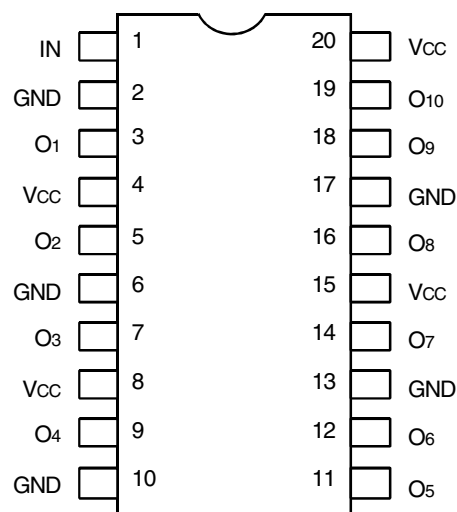 IN 1 20 VCC
GND 2 19 O10
O1 3 18 O9
VCC 4 17 GND
O2 5 16 O8
GND 6 15 VCC
O3 7 14 O7
VCC 8 13 GND
O4 9 12 O6
GND 10 11 O5